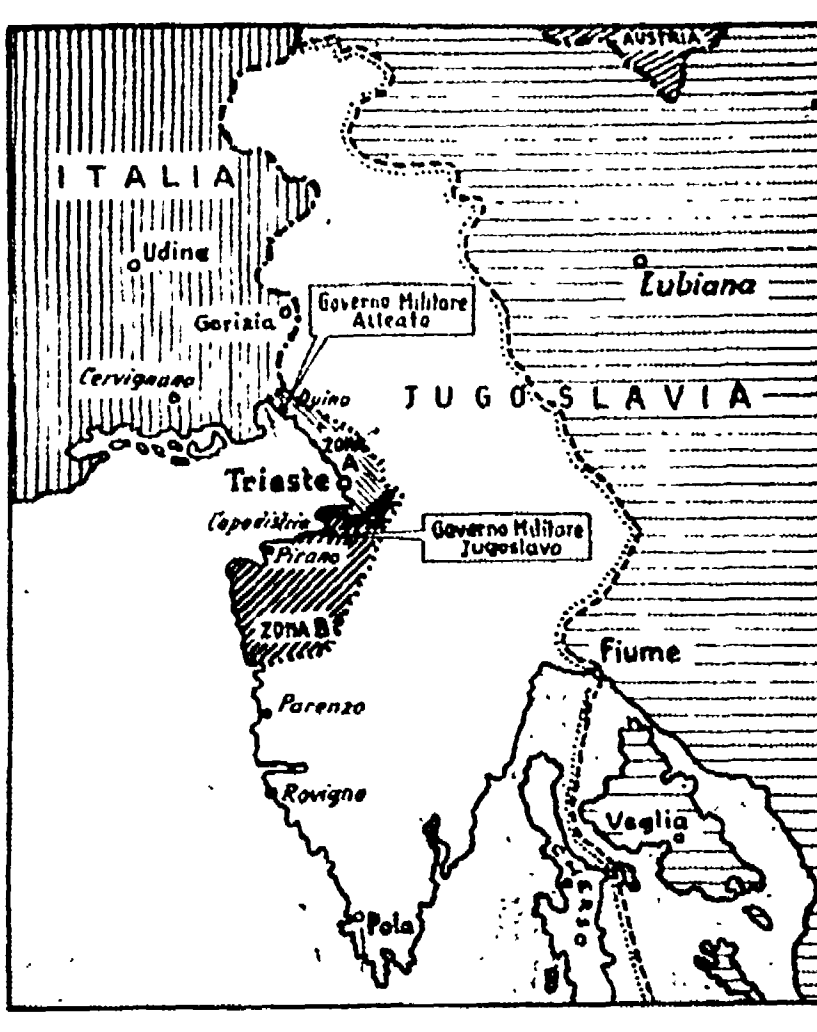 AUSTRIA
ITALIA
Udine
Lubiana
Gorizia
Governo Militare
Alleato
Cervignano
Duino
JUGOSLAVIA
ZONA
A
Trieste
Capodistria
Governo Militare
Jugoslavo
Pirano
ZONA B
Fiume
Parenzo
Rovigno
Veglia
CHERSO
Pola